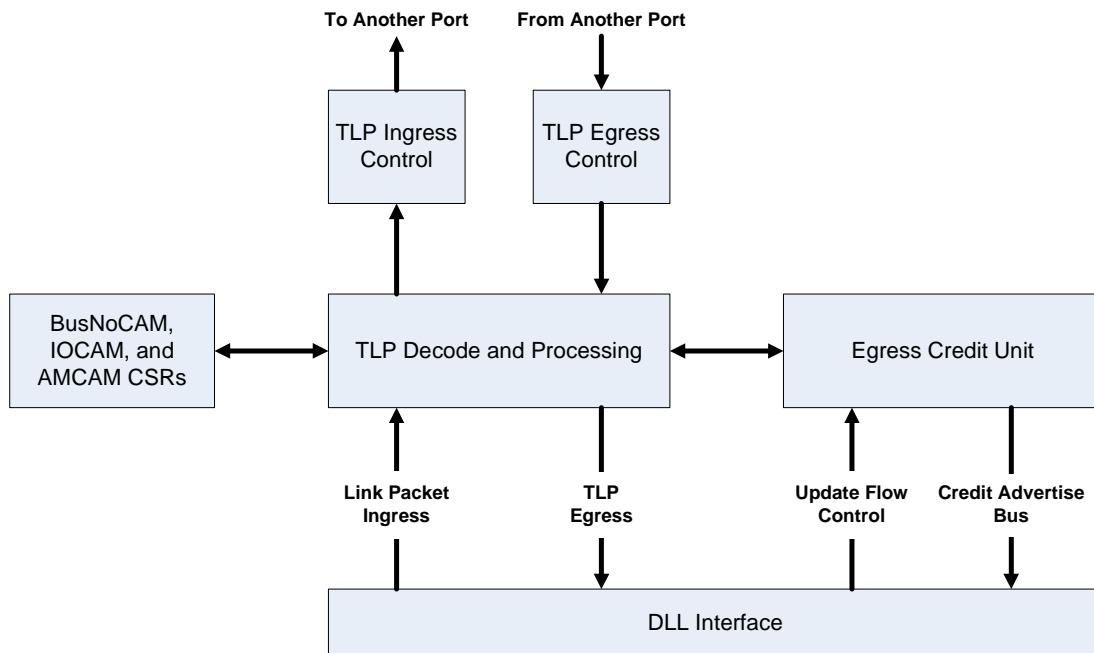 To Another Port
From Another Port
TLP Ingress
Control
TLP Egress
Control
BusNoCAM,
IOCAM, and
AMCAM CSRs
TLP Decode and Processing
Egress Credit Unit
Link Packet
Ingress
TLP
Egress
Update Flow
Control
Credit Advertise
Bus
DLL Interface